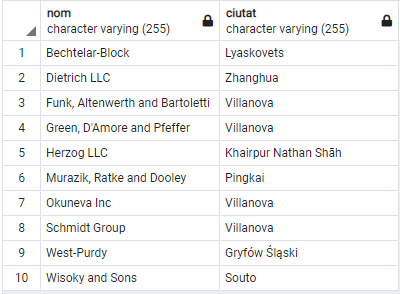 nom ciutat
character varying (255) character varying (255)
1 Bechtelar-Block Lyaskovets
2 Dietrich LLC Zhanghua
3 Funk, Altenwerth and Bartoletti Villanova
4 Green, D'Amore and Pfeffer Villanova
5 Herzog LLC Khairpur Nathan Shāh
6 Murazik, Ratke and Dooley Pingkai
7 Okuneva Inc Villanova
8 Schmidt Group Villanova
9 West-Purdy Gryfów Śląski
10 Wisoky and Sons Souto